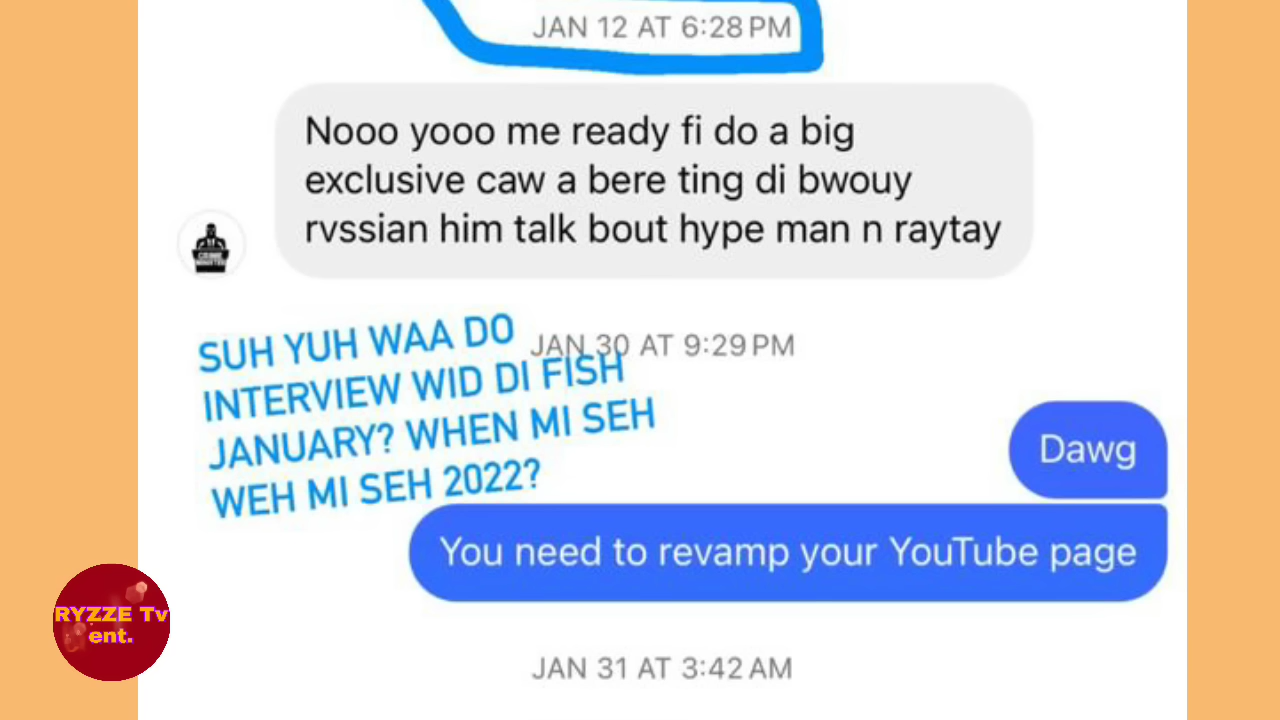 JAN 12 AT 6:28 PM
Nooo yooo me ready fi do a big
exclusive caw a bere ting di bwouy
rvssian him talk bout hype man n raytay
JAN 30 AT 9:29 PM
SUH YUH WAA DO
INTERVIEW WID DI FISH
JANUARY? WHEN MI SEH
WEH MI SEH 2022?
Dawg
You need to revamp your YouTube page
RYZZE Tv
ent.
JAN 31 AT 3:42 AM